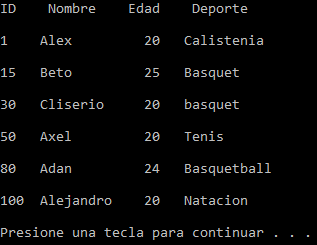 ID Nombre Edad Deporte
1 Alex 20 Calistenia
15 Beto 25 Basquet
30 Cliserio 20 basquet
50 Axel 20 Tenis
80 Adan 24 Basquetball
100 Alejandro 20 Natacion
Presione una tecla para continuar . . .